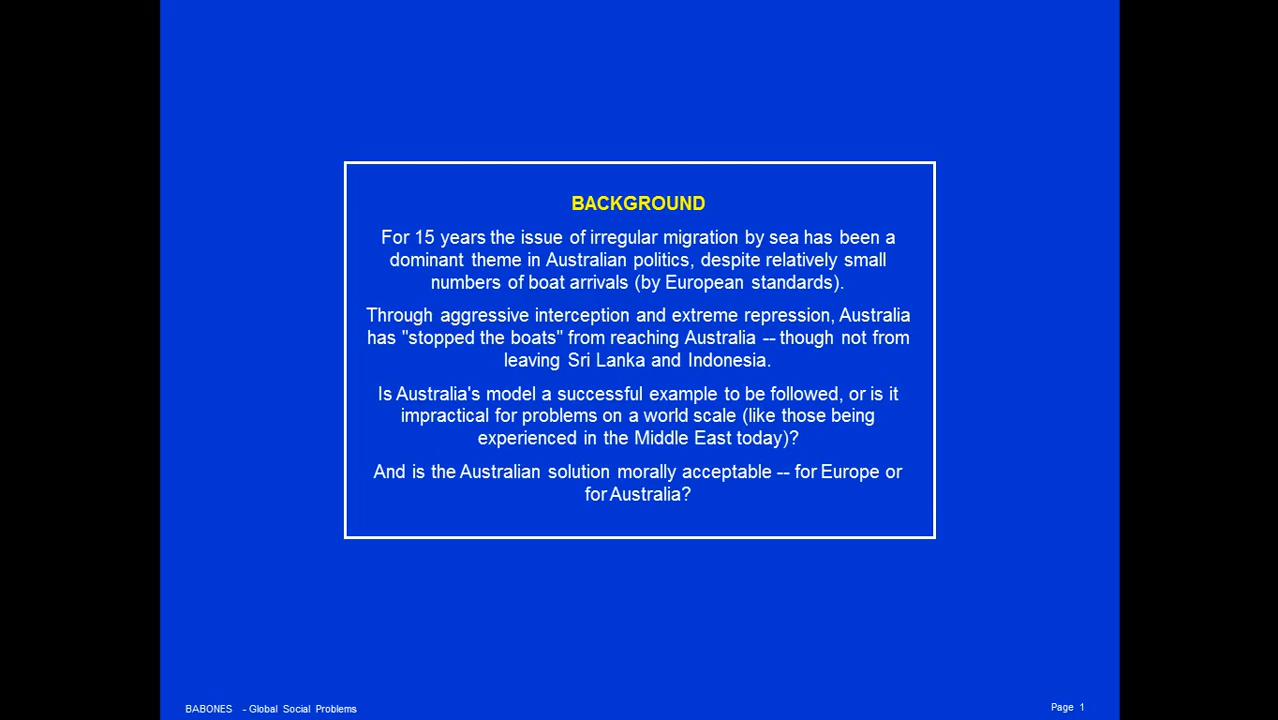 BACKGROUND
For 15 years the issue of irregular migration by sea has been a
dominant theme in Australian politics, despite relatively small
numbers of boat arrivals (by European standards).
Through aggressive interception and extreme repression, Australia
has "stopped the boats" from reaching Australia -- though not from
leaving Sri Lanka and Indonesia.
Is Australia's model a successful example to be followed, or is it
impractical for problems on a world scale (like those being
experienced in the Middle East today)?
And is the Australian solution morally acceptable -- for Europe or
for Australia?
BABONES - Global Social Problems
Page 1